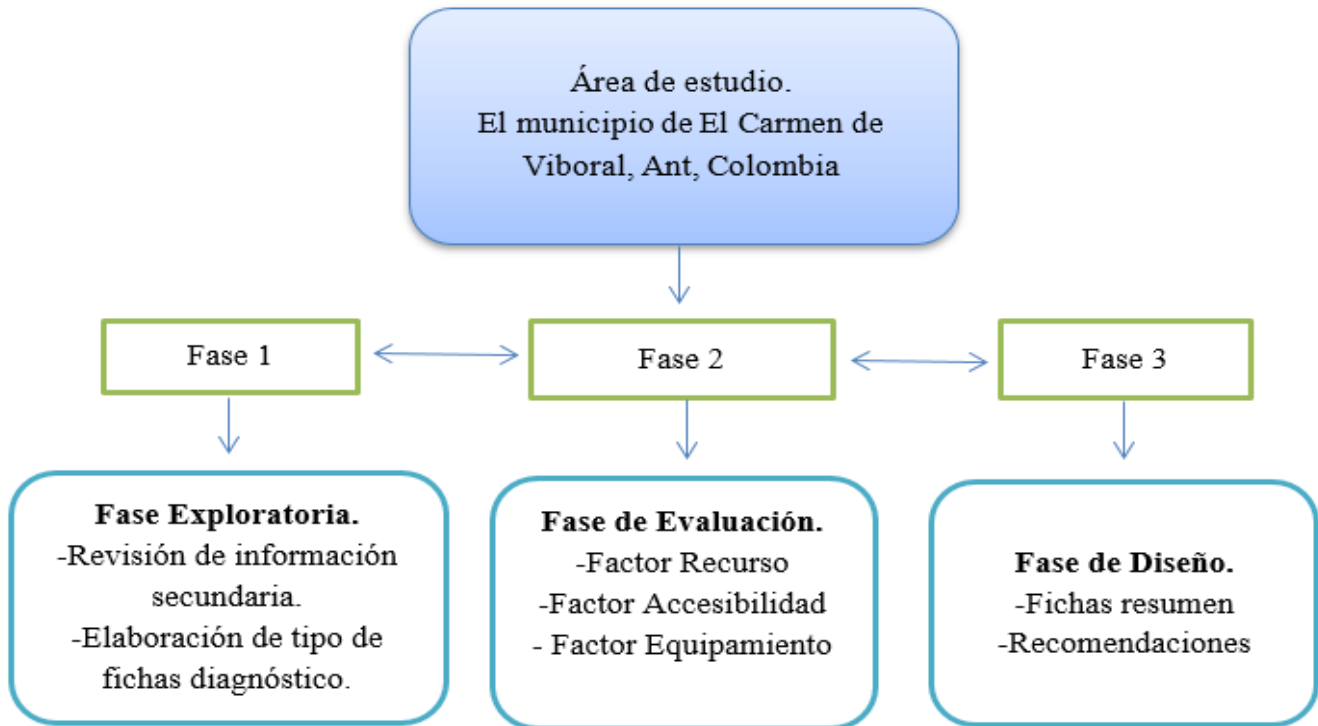 Área de estudio.
El municipio de El Carmen de
Viboral, Ant, Colombia
Fase 1
Fase 2
Fase 3
Fase Exploratoria.
-Revisión de información
secundaria.
-Elaboración de tipo de
fichas diagnóstico.
Fase de Evaluación.
-Factor Recurso
-Factor Accesibilidad
- Factor Equipamiento
Fase de Diseño.
-Fichas resumen
-Recomendaciones